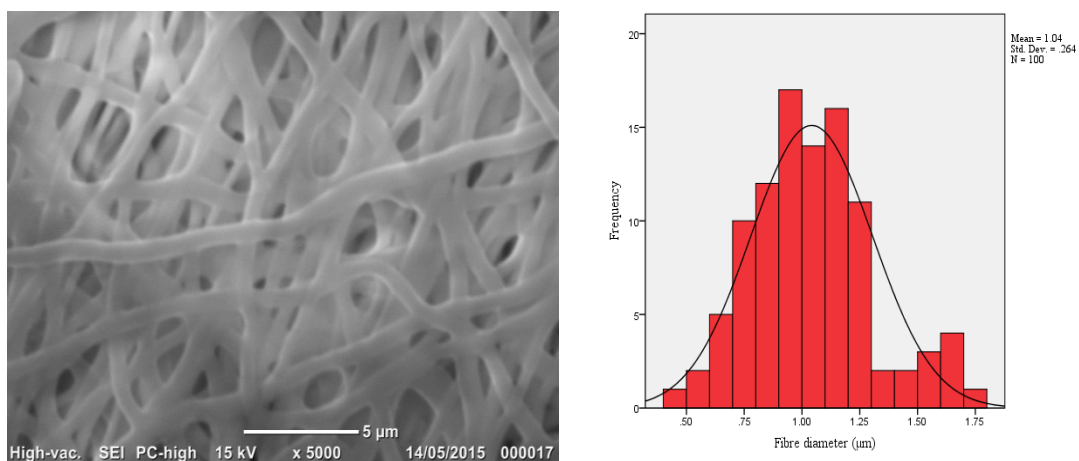 5 μm
High-vac. SEI PC-high 15 kV x 5000 14/05/2015 000017
Mean = 1.04
Std. Dev. = .264
N = 100
20
15
10
5
0
Frequency
.50 .75 1.00 1.25 1.50 1.75
Fibre diameter (μm)